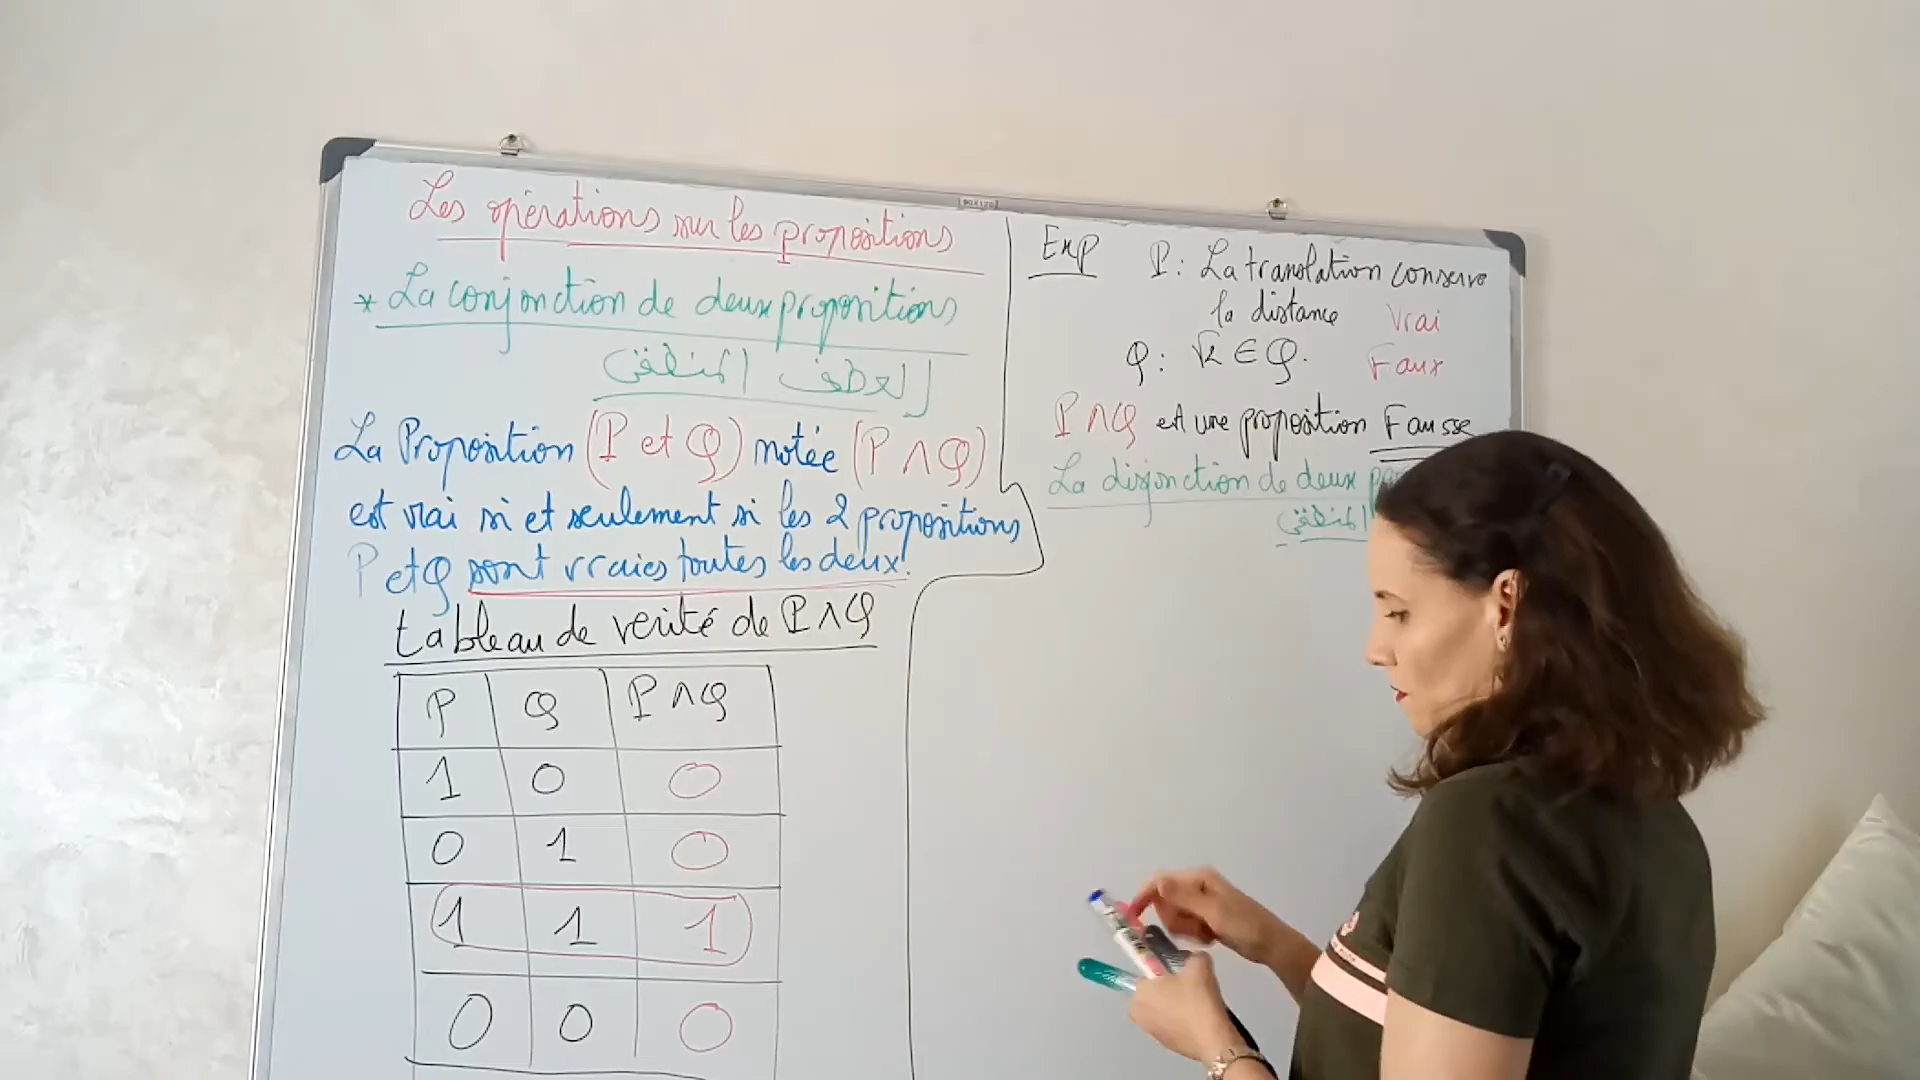 Les opérations sur les propositions
* La conjonction de deux propositions
العطف المنطقي
La Proposition (P et Q) notée (P ∧ Q)
est vrai si et seulement si les 2 propositions
P et Q sont vraies toutes les deux.
tableau de verité de P ∧ Q
P Q P ∧ Q
1 0 0
0 1 0
1 1 1
0 0 0
Exp P : La translation conserve
la distance Vrai
Q : √2 ∈ Q. Faux
P ∧ Q est une proposition Fausse
La disjonction de deux
المنطقي